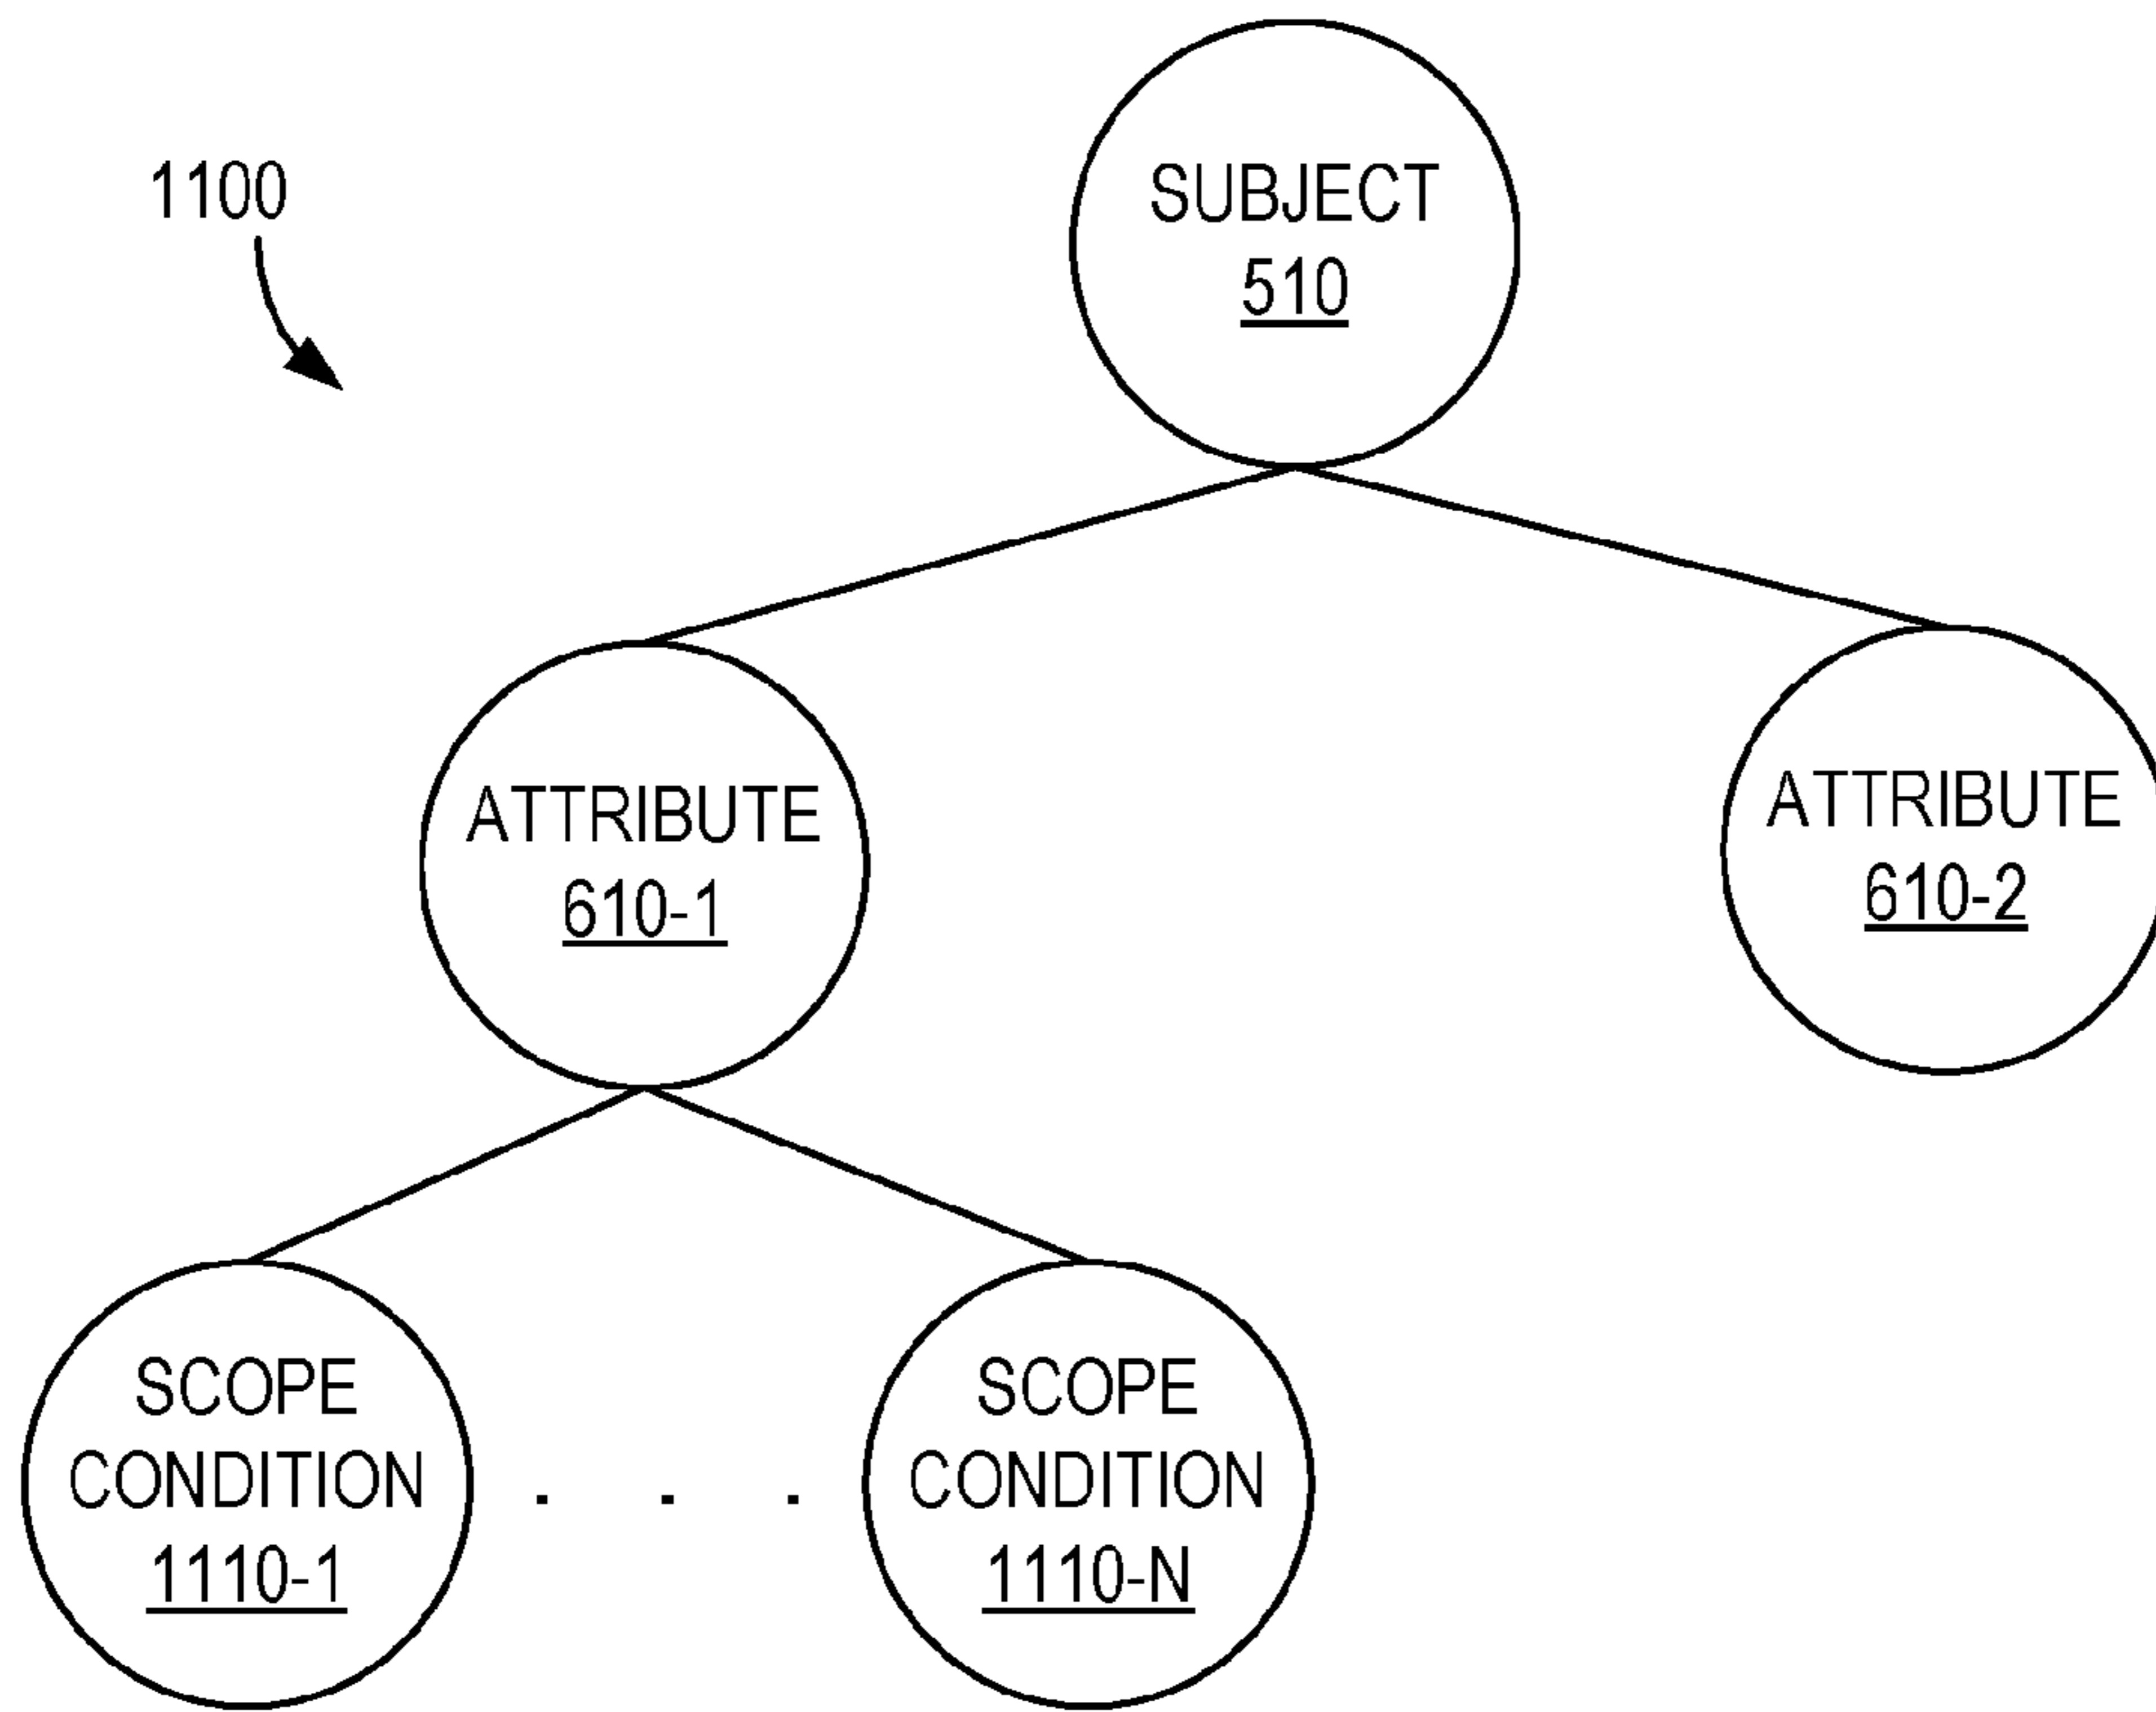 1100
SUBJECT
510
ATTRIBUTE
610-1
ATTRIBUTE
610-2
SCOPE
CONDITION
1110-1
. . .
SCOPE
CONDITION
1110-N